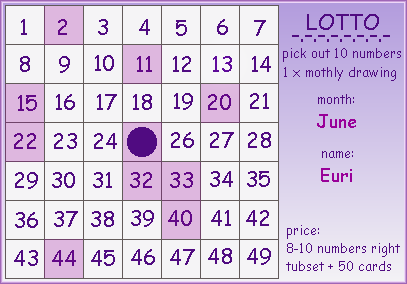 1 2 3 4 5 6 7
8 9 10 11 12 13 14
15 16 17 18 19 20 21
22 23 24 26 27 28
29 30 31 32 33 34 35
36 37 38 39 40 41 42
43 44 45 46 47 48 49
LOTTO
pick out 10 numbers
1 x mothly drawing
month:
June
name:
Euri
price:
8-10 numbers right
tubset + 50 cards